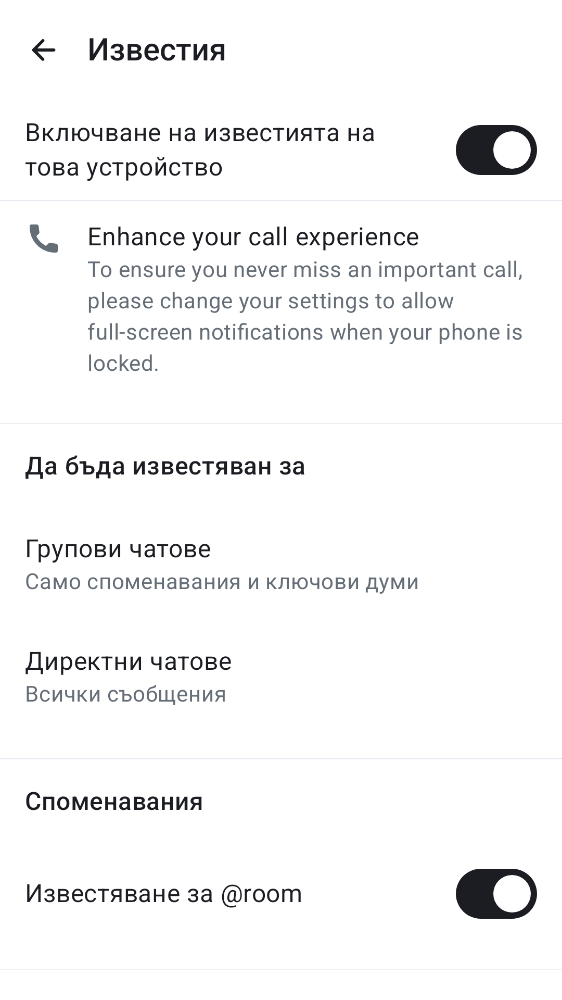 Известия
Включване на известията на
това устройство
Enhance your call experience
To ensure you never miss an important call,
please change your settings to allow
full-screen notifications when your phone is
locked.
Да бъда известяван за
Групови чатове
Само споменавания и ключови думи
Директни чатове
Всички съобщения
Споменавания
Известяване за @room